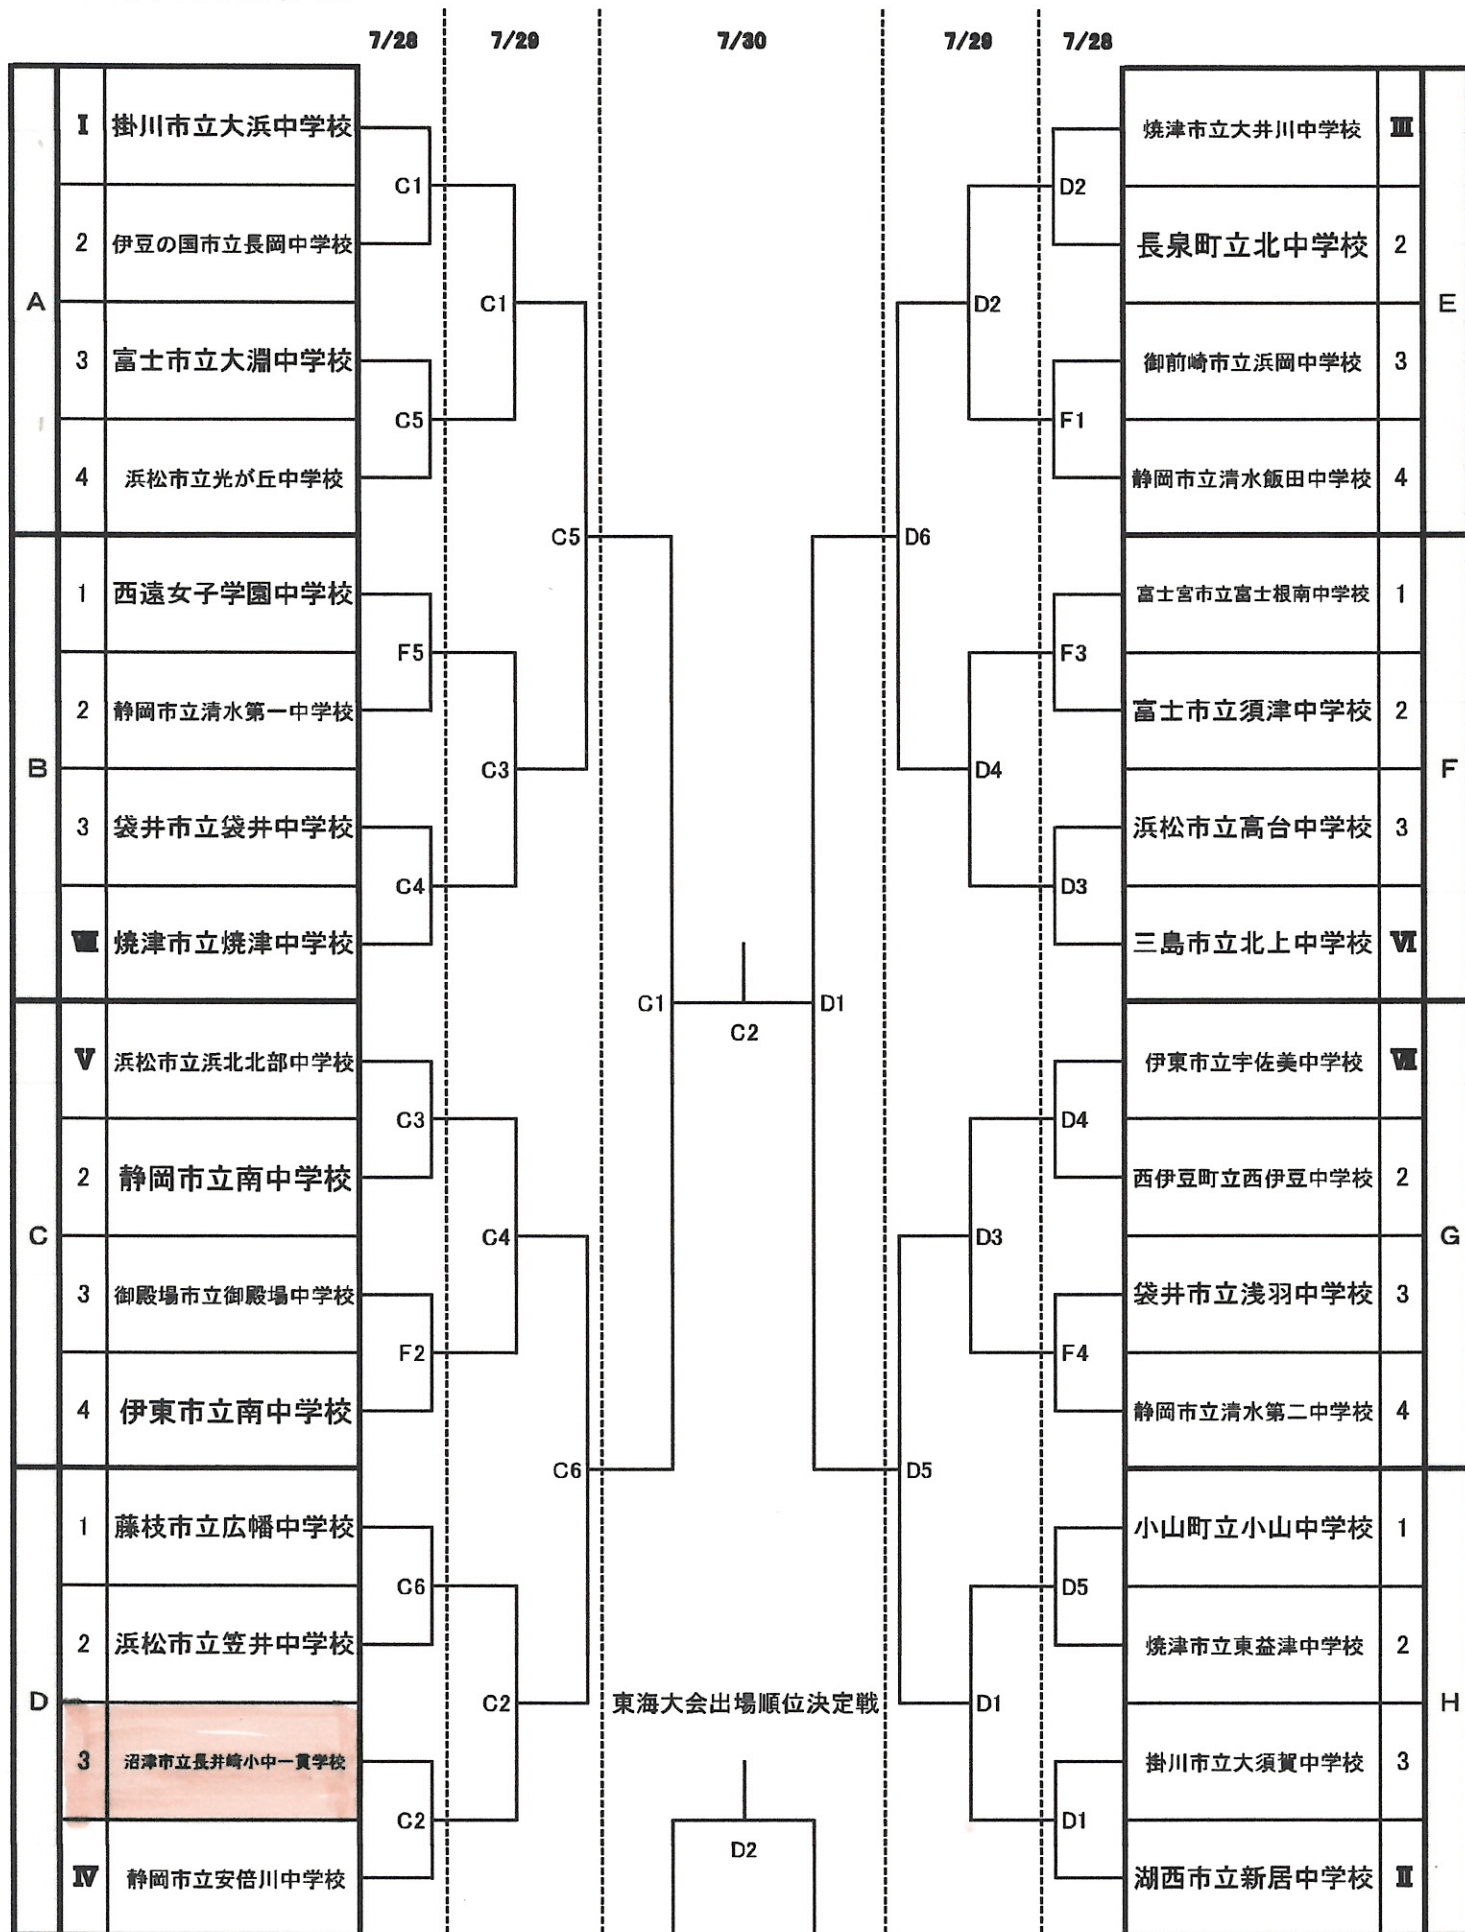 7/28 7/29 7/30 7/29 7/28
A
I 掛川市立大浜中学校
2 伊豆の国市立長岡中学校
3 富士市立大淵中学校
4 浜松市立光が丘中学校
B
1 西遠女子学園中学校
2 静岡市立清水第一中学校
3 袋井市立袋井中学校
Ⅷ 焼津市立焼津中学校
C
V 浜松市立浜北北部中学校
2 静岡市立南中学校
3 御殿場市立御殿場中学校
4 伊東市立南中学校
D
1 藤枝市立広幡中学校
2 浜松市立笠井中学校
3 沼津市立長井崎小中一貫学校
Ⅳ 静岡市立安倍川中学校
C1
C5
F5
C4
C3
F2
C6
C2
C1
C3
C4
C2
C5
C6
C1
C2
D1
東海大会出場順位決定戦
D2
D6
D5
D2
D4
D3
D1
D2
F1
F3
D3
D4
F4
D5
D1
焼津市立大井川中学校 Ⅲ
長泉町立北中学校 2
御前崎市立浜岡中学校 3
静岡市立清水飯田中学校 4
E
富士宮市立富士根南中学校 1
富士市立須津中学校 2
浜松市立高台中学校 3
三島市立北上中学校 Ⅵ
F
伊東市立宇佐美中学校 Ⅶ
西伊豆町立西伊豆中学校 2
袋井市立浅羽中学校 3
静岡市立清水第二中学校 4
G
小山町立小山中学校 1
焼津市立東益津中学校 2
掛川市立大須賀中学校 3
湖西市立新居中学校 Ⅱ
H